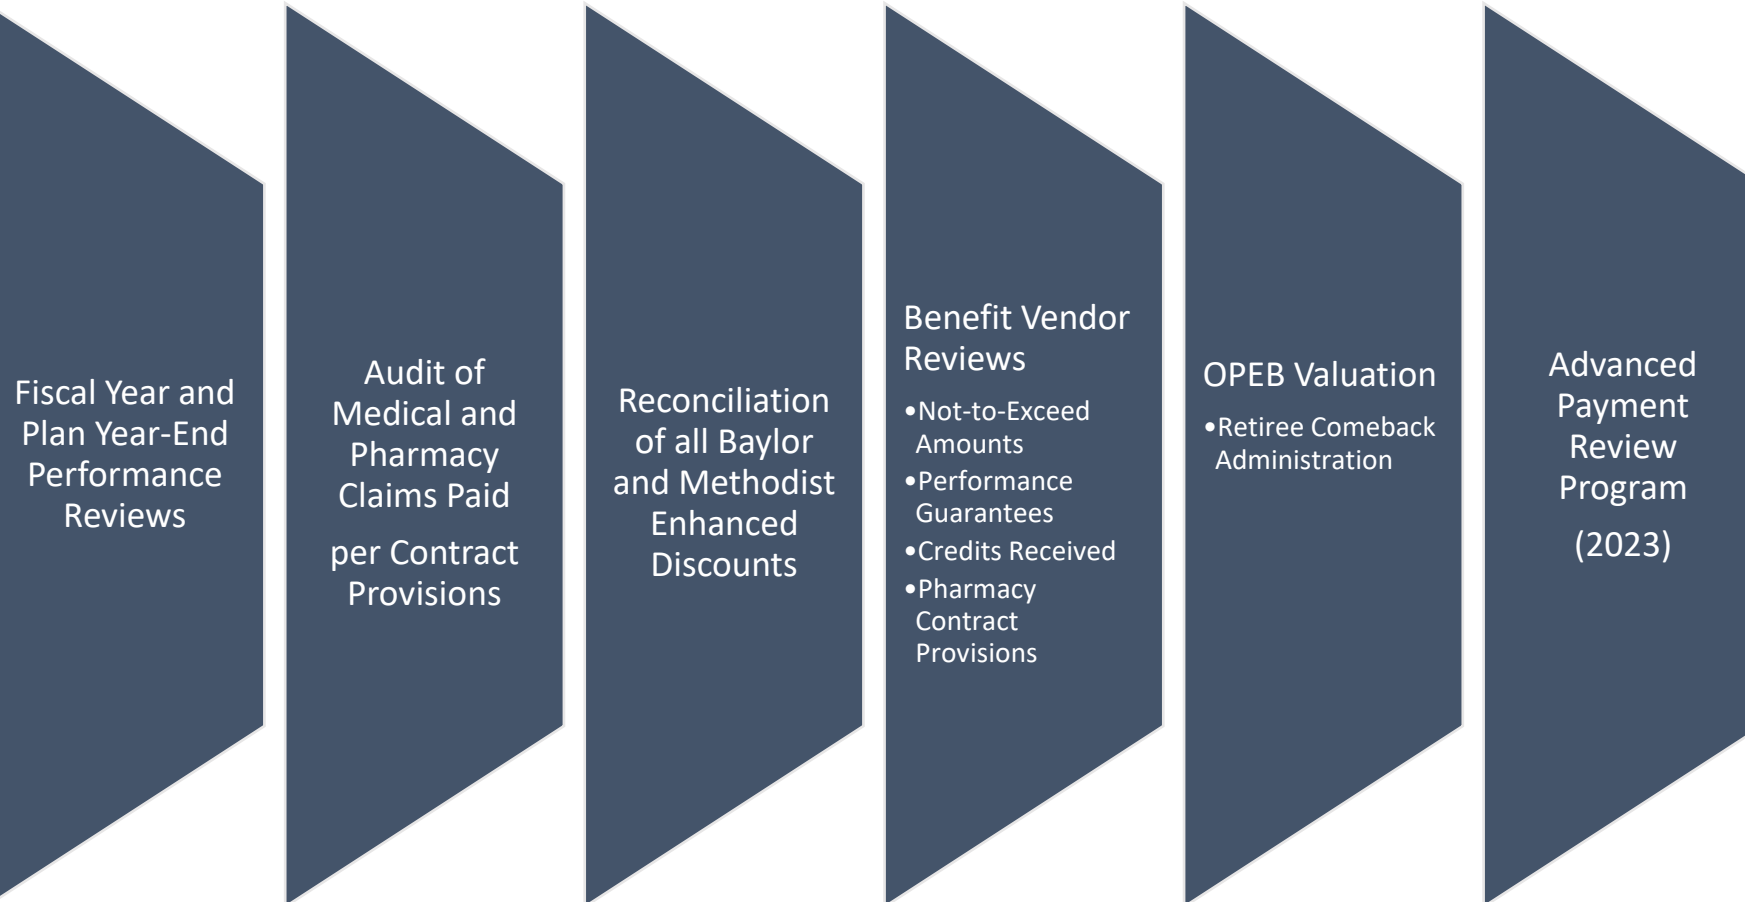 Fiscal Year and
Plan Year-End
Performance
Reviews
Audit of
Medical and
Pharmacy
Claims Paid
per Contract
Provisions
Reconciliation
of all Baylor
and Methodist
Enhanced
Discounts
Benefit Vendor
Reviews
•Not-to-Exceed
Amounts
•Performance
Guarantees
•Credits Received
•Pharmacy
Contract
Provisions
OPEB Valuation
•Retiree Comeback
Administration
Advanced
Payment
Review
Program
(2023)